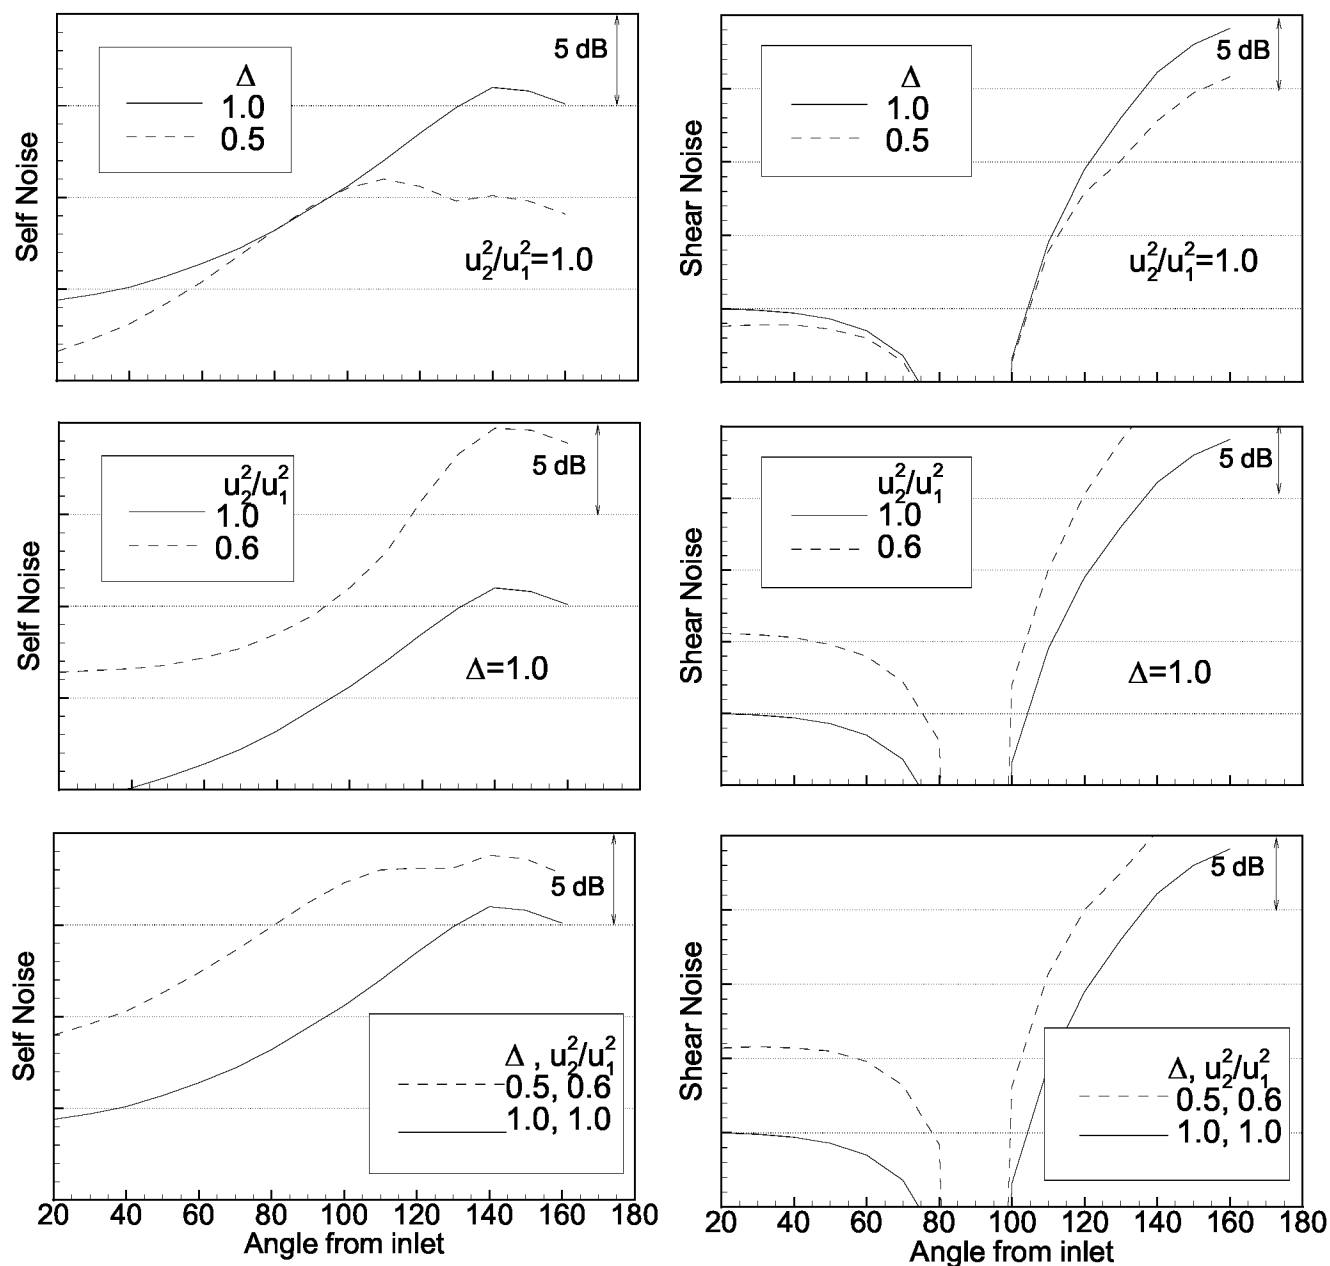 5 dB
Δ
1.0
0.5
Self Noise
u₂²/u₁²=1.0
5 dB
Δ
1.0
0.5
Shear Noise
u₂²/u₁²=1.0
5 dB
u₂²/u₁²
1.0
0.6
Self Noise
Δ=1.0
5 dB
u₂²/u₁²
1.0
0.6
Shear Noise
Δ=1.0
5 dB
Self Noise
Δ , u₂²/u₁²
0.5, 0.6
1.0, 1.0
20 40 60 80 100 120 140 160 180
Angle from inlet
5 dB
Shear Noise
Δ, u₂²/u₁²
0.5, 0.6
1.0, 1.0
20 40 60 80 100 120 140 160 180
Angle from inlet